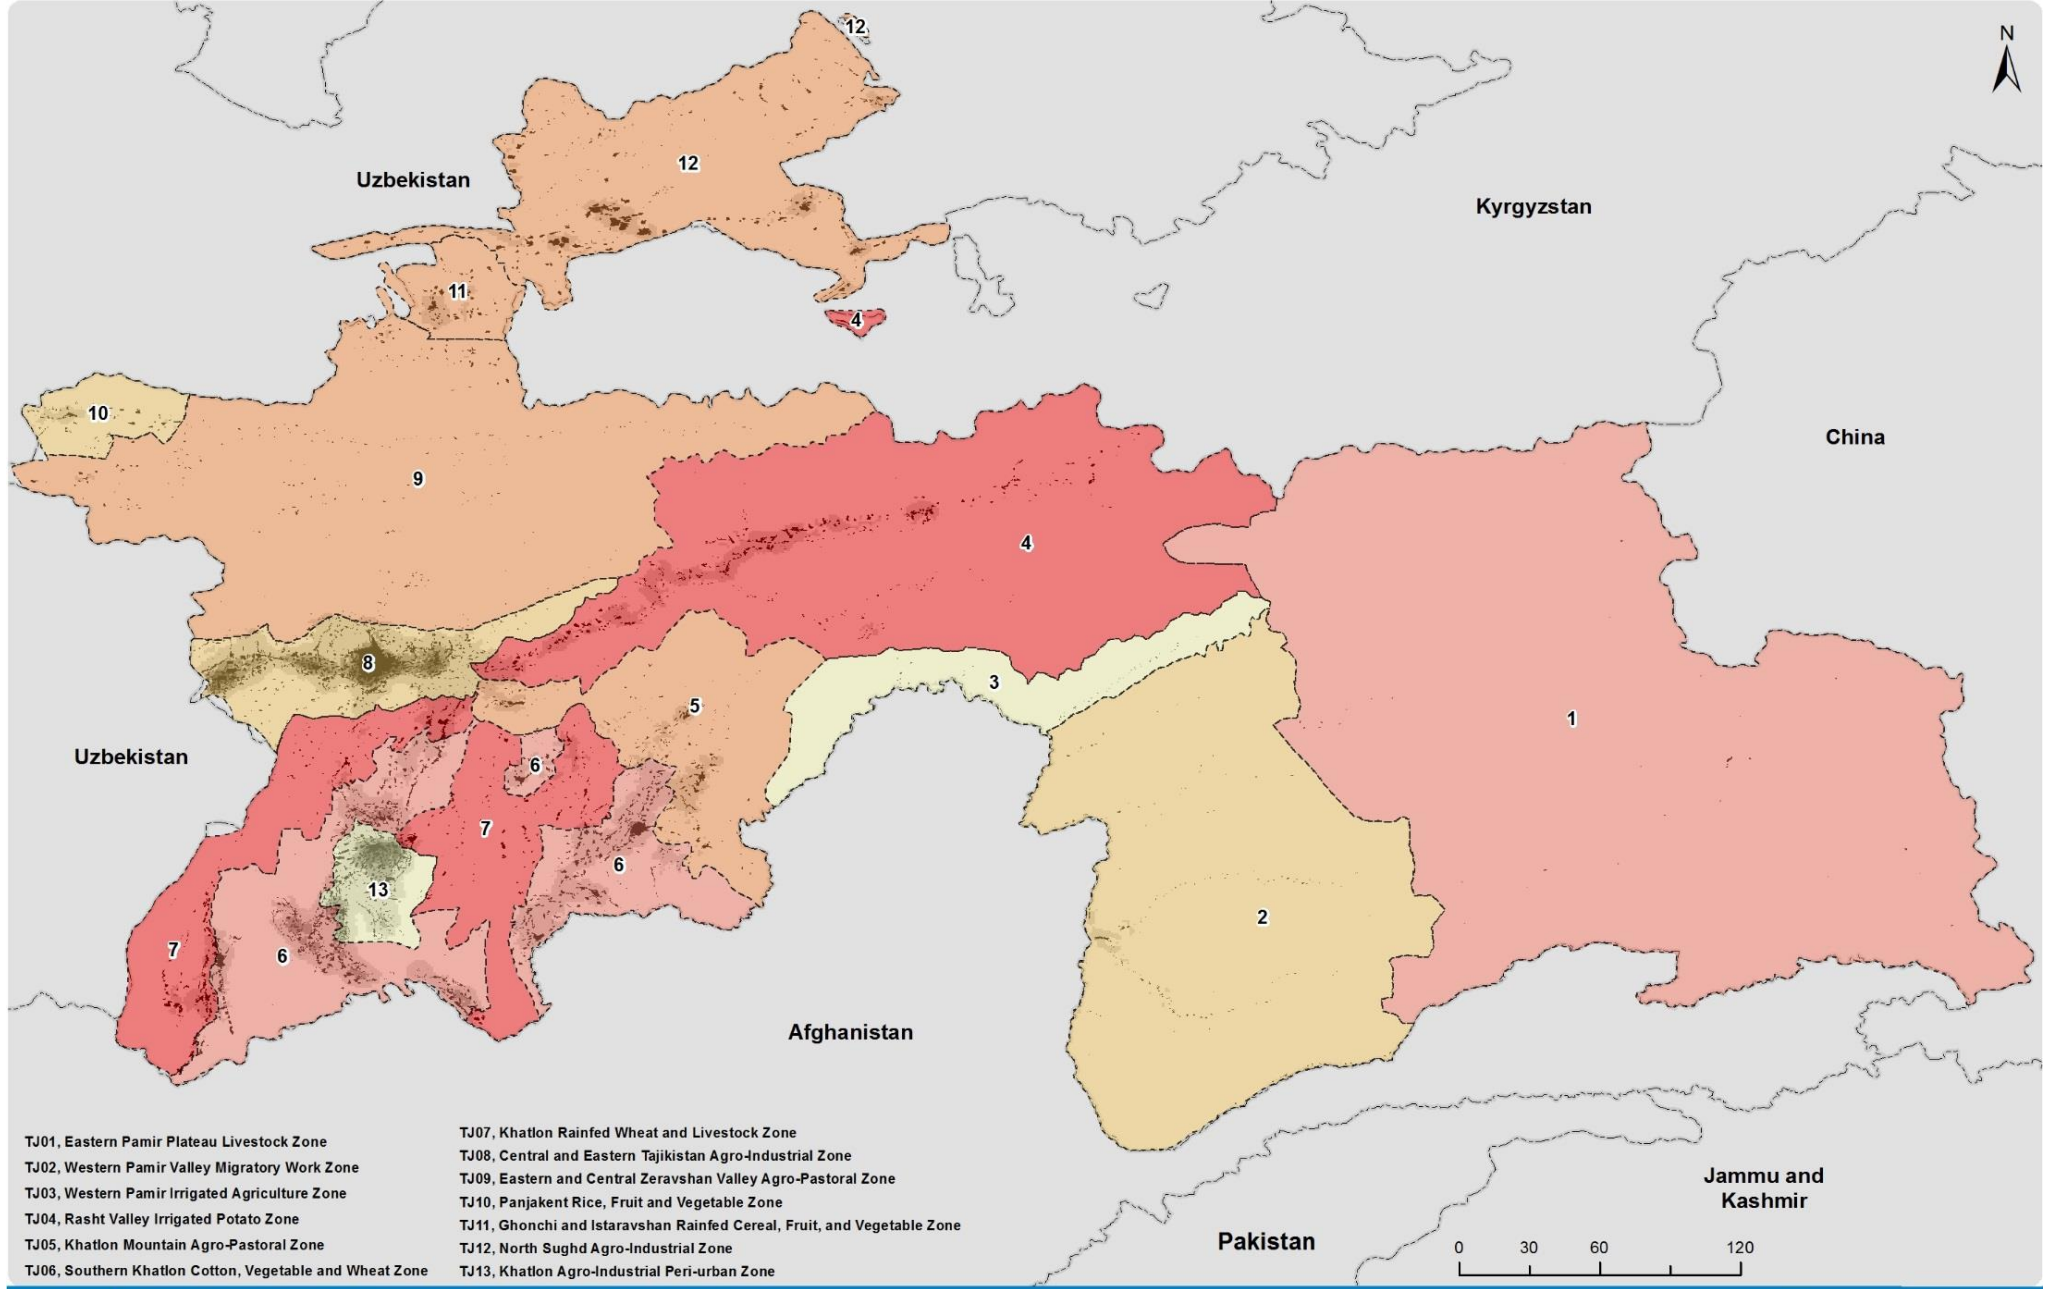 12
N
12
Uzbekistan
Kyrgyzstan
11
4
10
China
9
4
8
3
5
1
Uzbekistan
6
7
6
13
2
7
6
Afghanistan
TJ01, Eastern Pamir Plateau Livestock Zone
TJ02, Western Pamir Valley Migratory Work Zone
TJ03, Western Pamir Irrigated Agriculture Zone
TJ04, Rasht Valley Irrigated Potato Zone
TJ05, Khatlon Mountain Agro-Pastoral Zone
TJ06, Southern Khatlon Cotton, Vegetable and Wheat Zone
TJ07, Khatlon Rainfed Wheat and Livestock Zone
TJ08, Central and Eastern Tajikistan Agro-Industrial Zone
TJ09, Eastern and Central Zeravshan Valley Agro-Pastoral Zone
TJ10, Panjakent Rice, Fruit and Vegetable Zone
TJ11, Ghonchi and Istaravshan Rainfed Cereal, Fruit, and Vegetable Zone
TJ12, North Sughd Agro-Industrial Zone
TJ13, Khatlon Agro-Industrial Peri-urban Zone
Jammu and
Kashmir
Pakistan
0 30 60 120